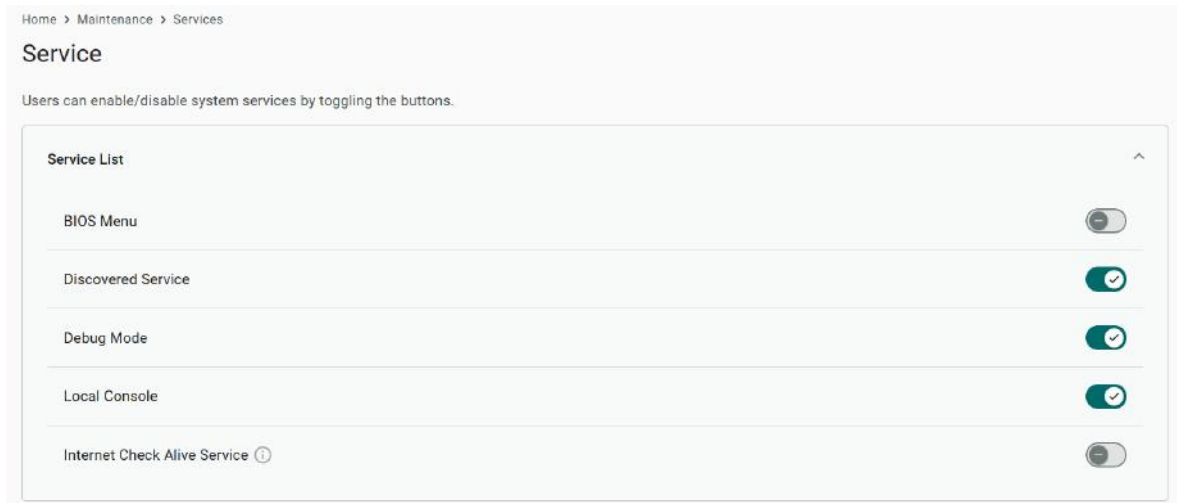 Home > Maintenance > Services
Service
Users can enable/disable system services by toggling the buttons.
Service List
BIOS Menu
Discovered Service
Debug Mode
Local Console
Internet Check Alive Service